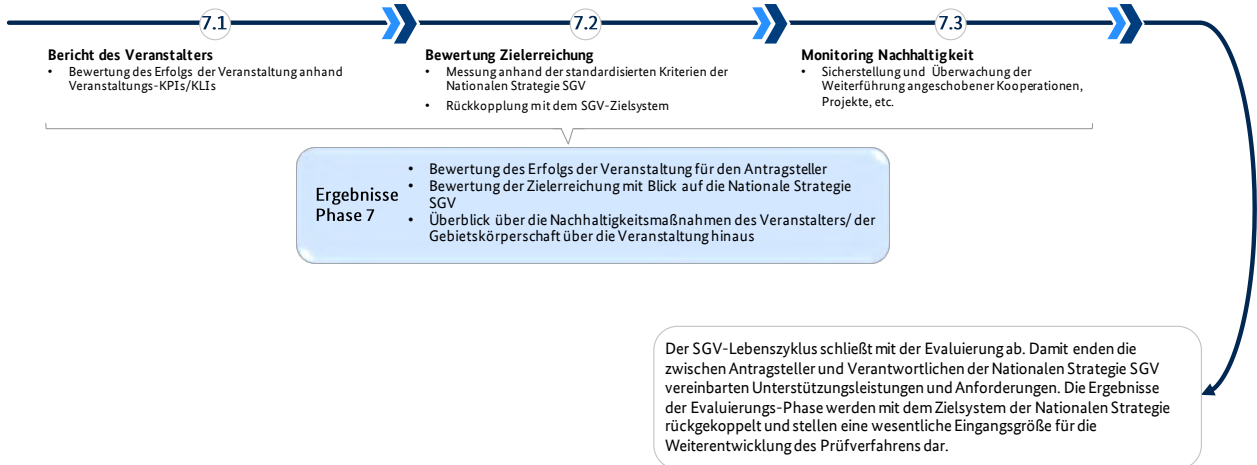 7.1
Bericht des Veranstalters
• Bewertung des Erfolgs der Veranstaltung anhand
Veranstaltungs-KPIs/KLIs
7.2
Bewertung Zielerreichung
• Messung anhand der standardisierten Kriterien der
Nationalen Strategie SGV
• Rückkopplung mit dem SGV-Zielsystem
7.3
Monitoring Nachhaltigkeit
• Sicherstellung und Überwachung der
Weiterführung angeschobener Kooperationen,
Projekte, etc.
Ergebnisse
Phase 7
• Bewertung des Erfolgs der Veranstaltung für den Antragsteller
• Bewertung der Zielerreichung mit Blick auf die Nationale Strategie
SGV
• Überblick über die Nachhaltigkeitsmaßnahmen des Veranstalters/ der
Gebietskörperschaft über die Veranstaltung hinaus
Der SGV-Lebenszyklus schließt mit der Evaluierung ab. Damit enden die
zwischen Antragsteller und Verantwortlichen der Nationalen Strategie SGV
vereinbarten Unterstützungsleistungen und Anforderungen. Die Ergebnisse
der Evaluierungs-Phase werden mit dem Zielsystem der Nationalen Strategie
rückgekoppelt und stellen eine wesentliche Eingangsgröße für die
Weiterentwicklung des Prüfverfahrens dar.